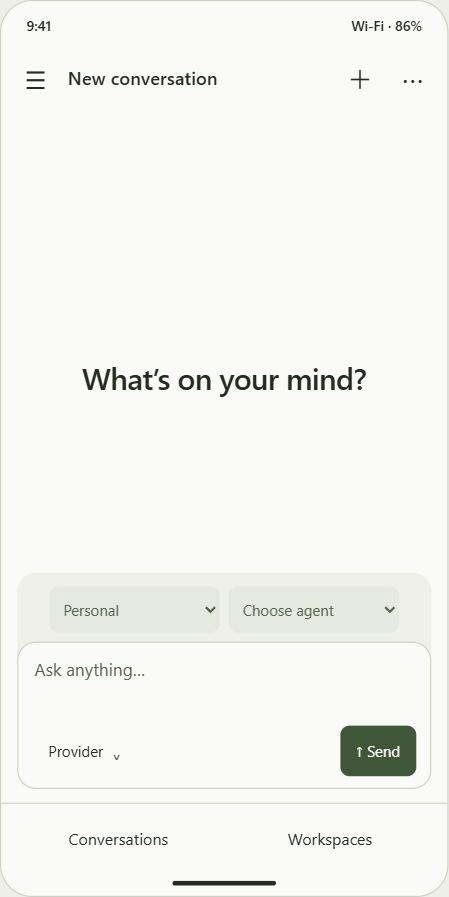 9:41 Wi-Fi · 86%
New conversation
What's on your mind?
Personal Choose agent
Ask anything...
Provider ↑ Send
Conversations Workspaces